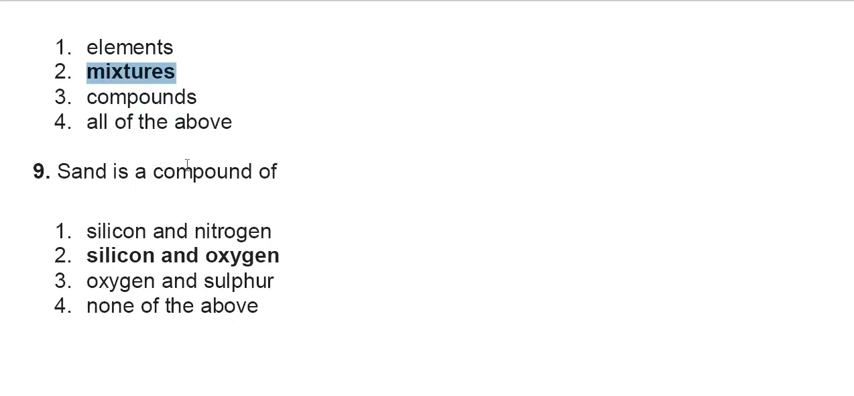 1. elements
2. mixtures
3. compounds
4. all of the above
9. Sand is a compound of
1. silicon and nitrogen
2. silicon and oxygen
3. oxygen and sulphur
4. none of the above